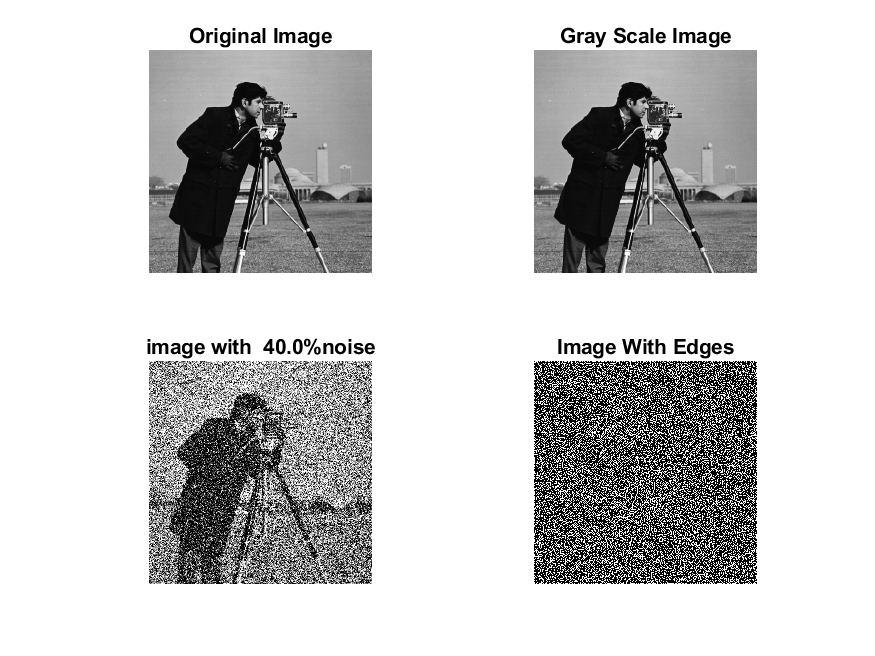 Original Image
Gray Scale Image
image with  40.0%noise
Image With Edges